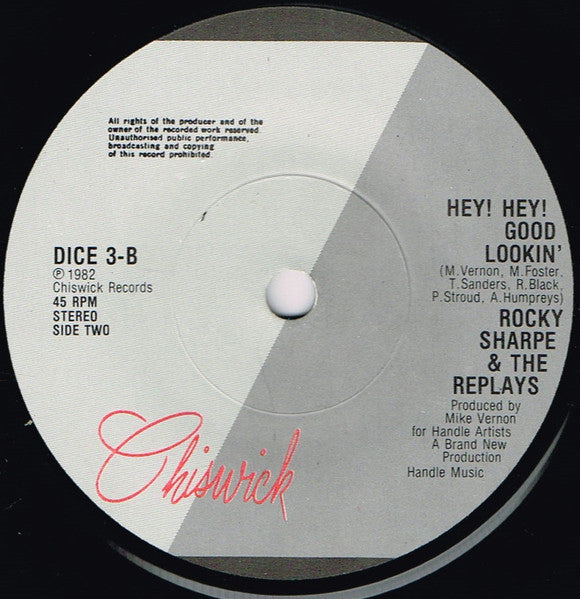 All rights of the producer and of the
owner of the recorded work reserved.
Unauthorised public performance,
broadcasting and copying
of this record prohibited.
DICE 3-B
℗ 1982
Chiswick Records
45 RPM
STEREO
SIDE TWO
HEY! HEY!
GOOD
LOOKIN'
(M.Vernon, M.Foster,
T.Sanders, R.Black,
P.Stroud, A.Humpreys)
ROCKY
SHARPE
& THE
REPLAYS
Produced by
Mike Vernon
for Handle Artists
A Brand New
Production
Handle Music
Chiswick